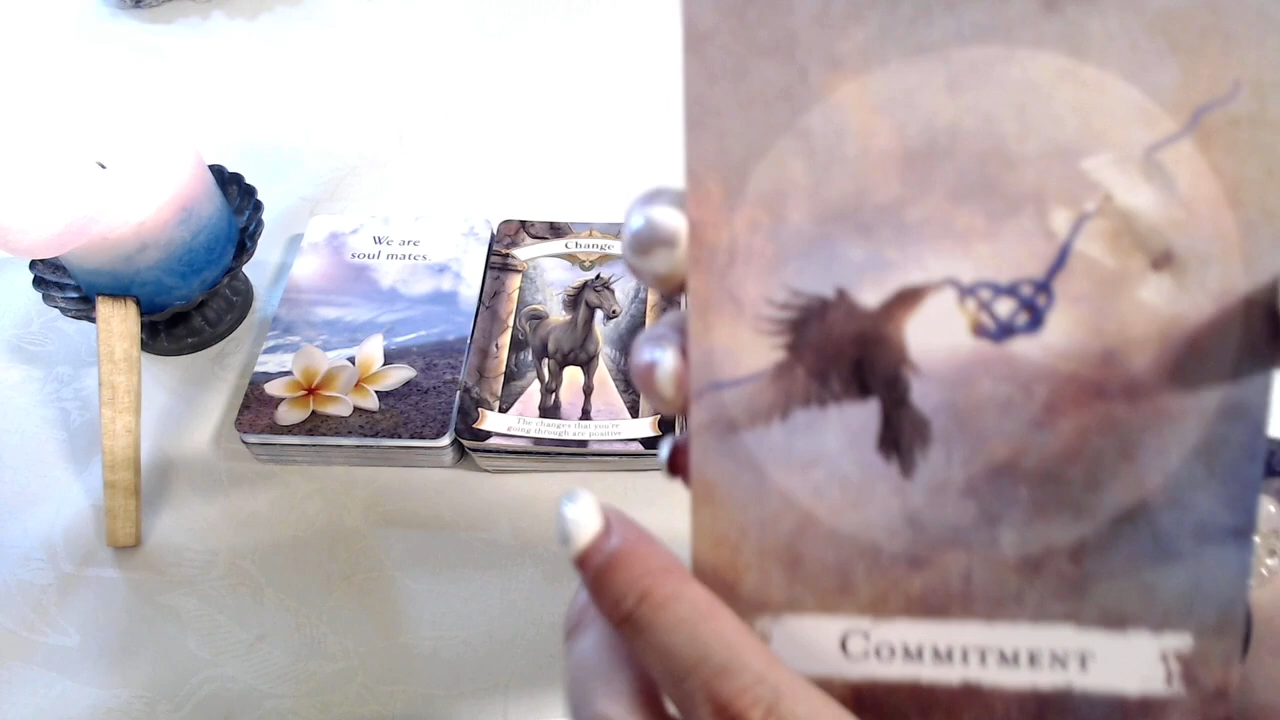 We are
soul mates.
Change
The changes that you're
going through are positive
COMMITMENT